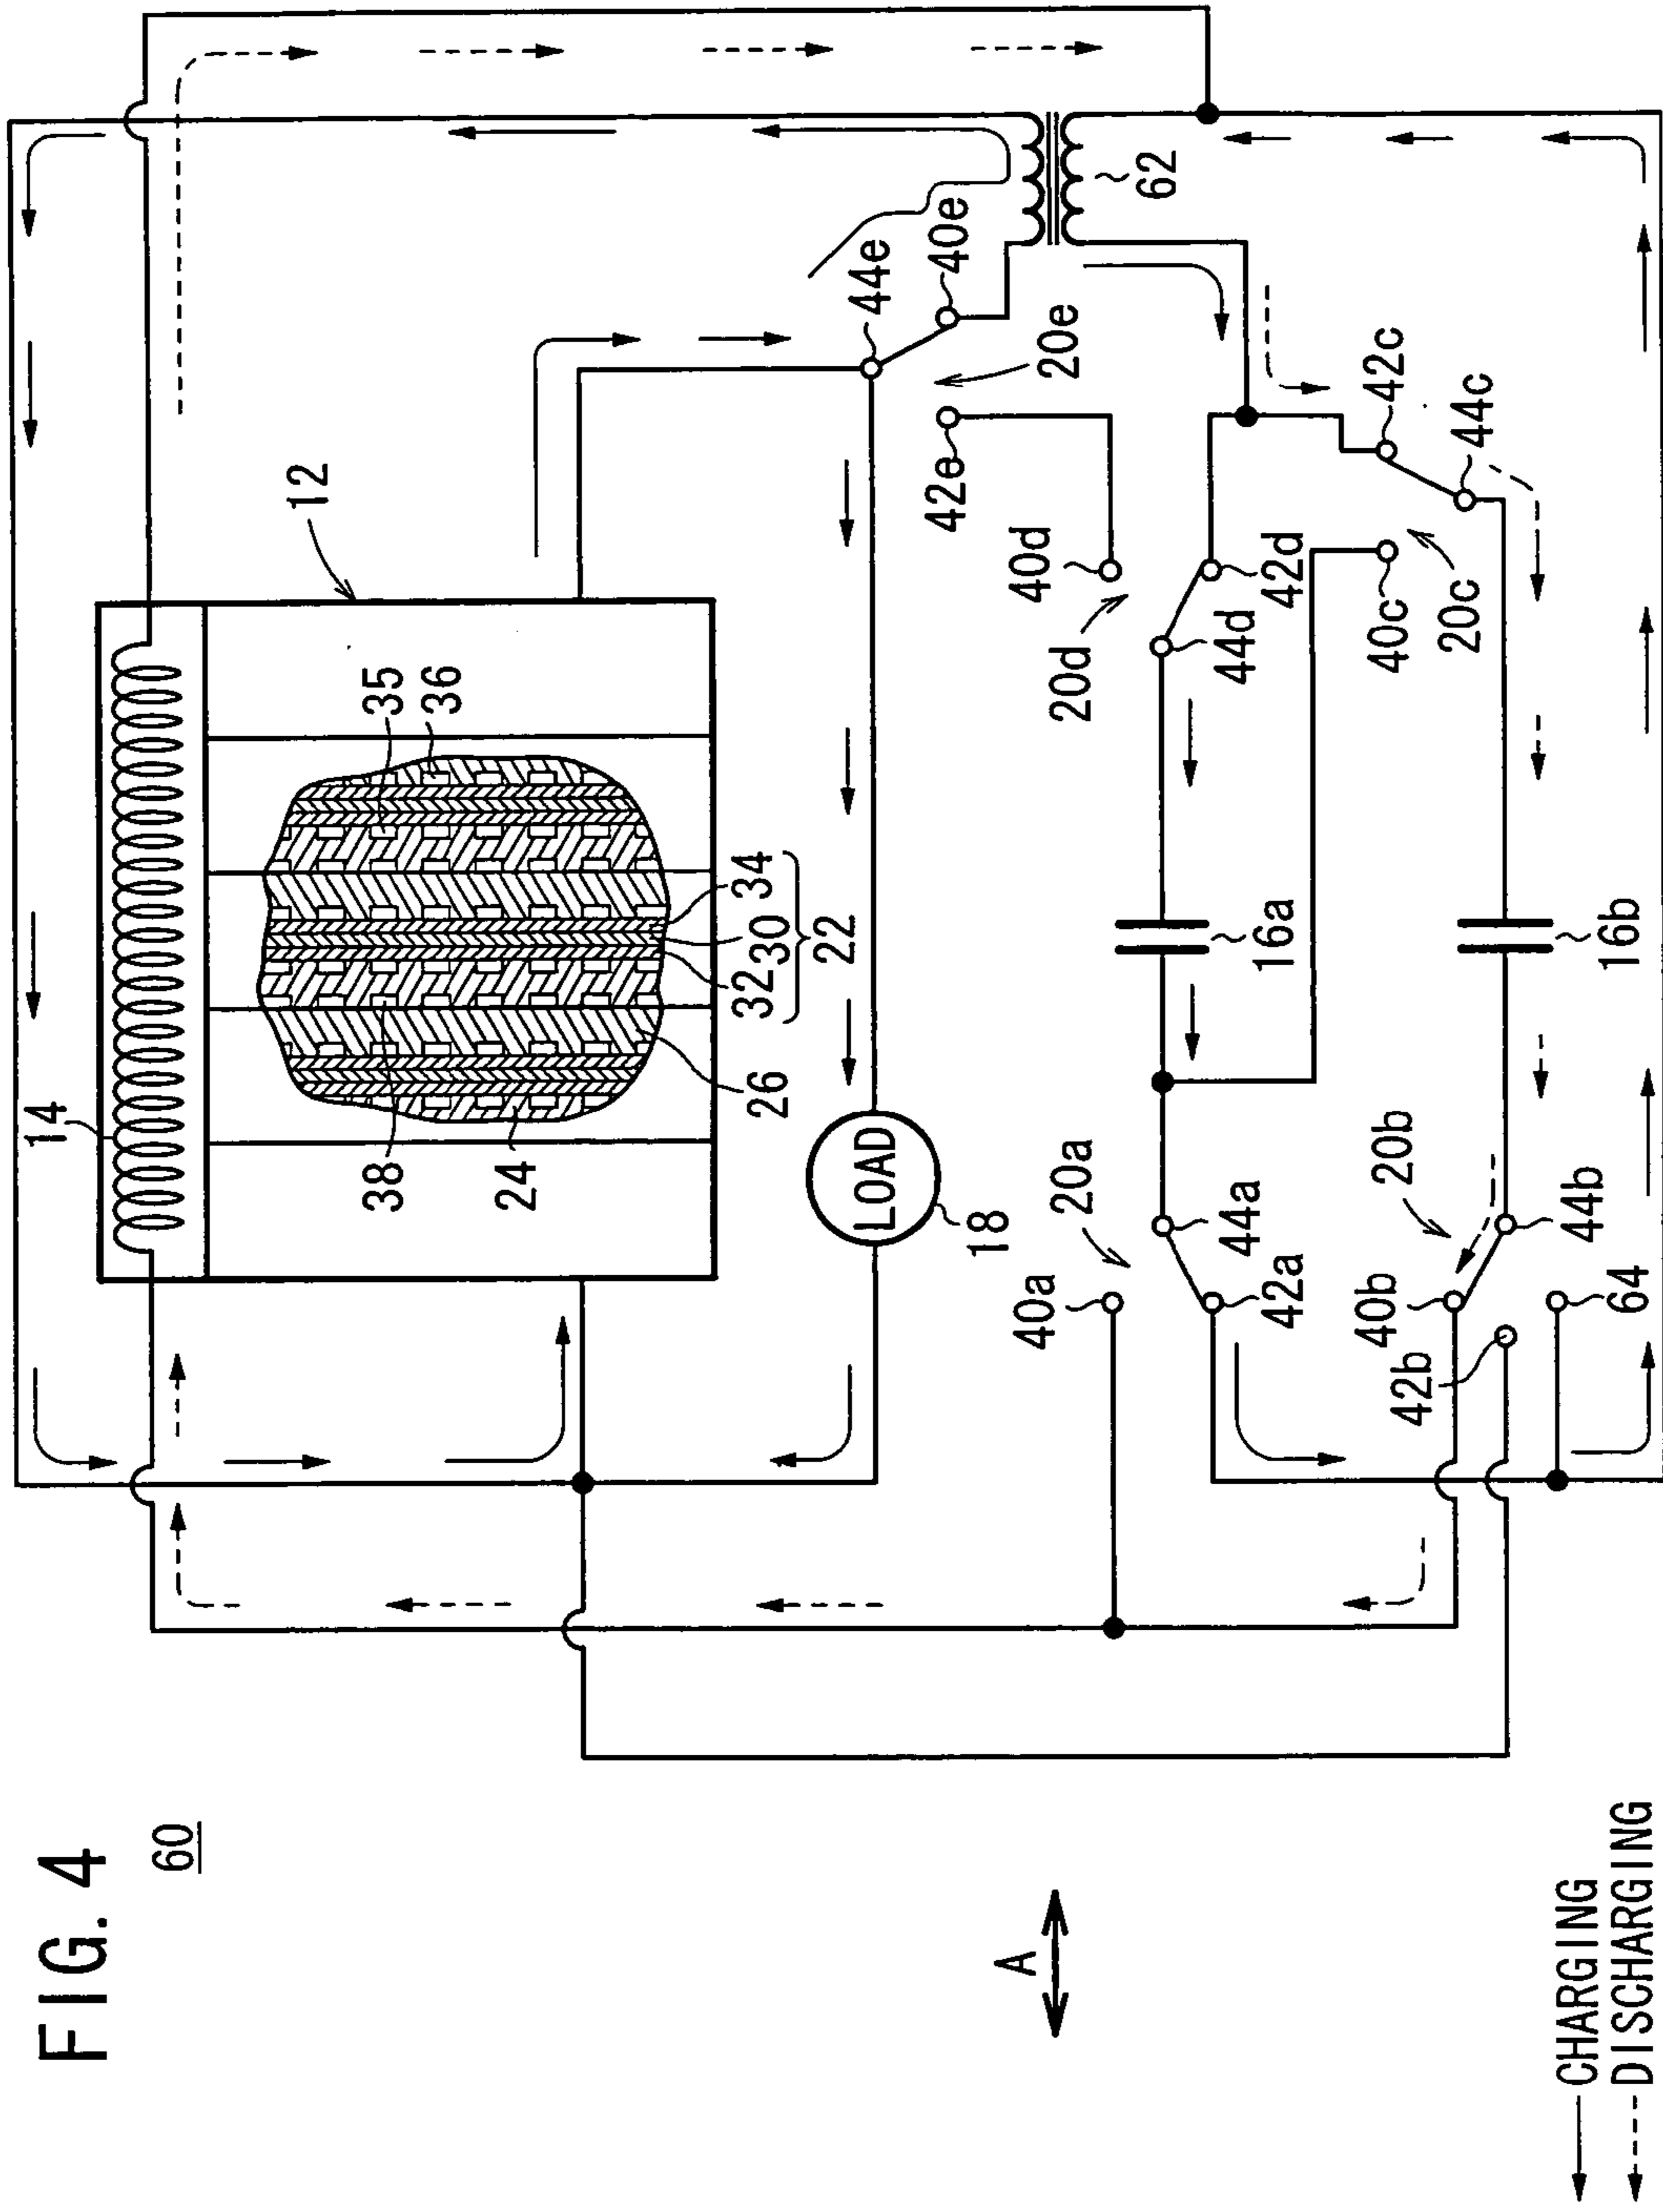 FIG. 4
60
14
12
35
36
38
24
26
32
30
34
22
LOAD
18
44e
40e
62
20e
42e
40d
20d
42d
44d
42c
44c
40c
20c
16a
16b
20a
40a
44a
42a
20b
40b
42b
44b
64
A
CHARGING
DISCHARGING